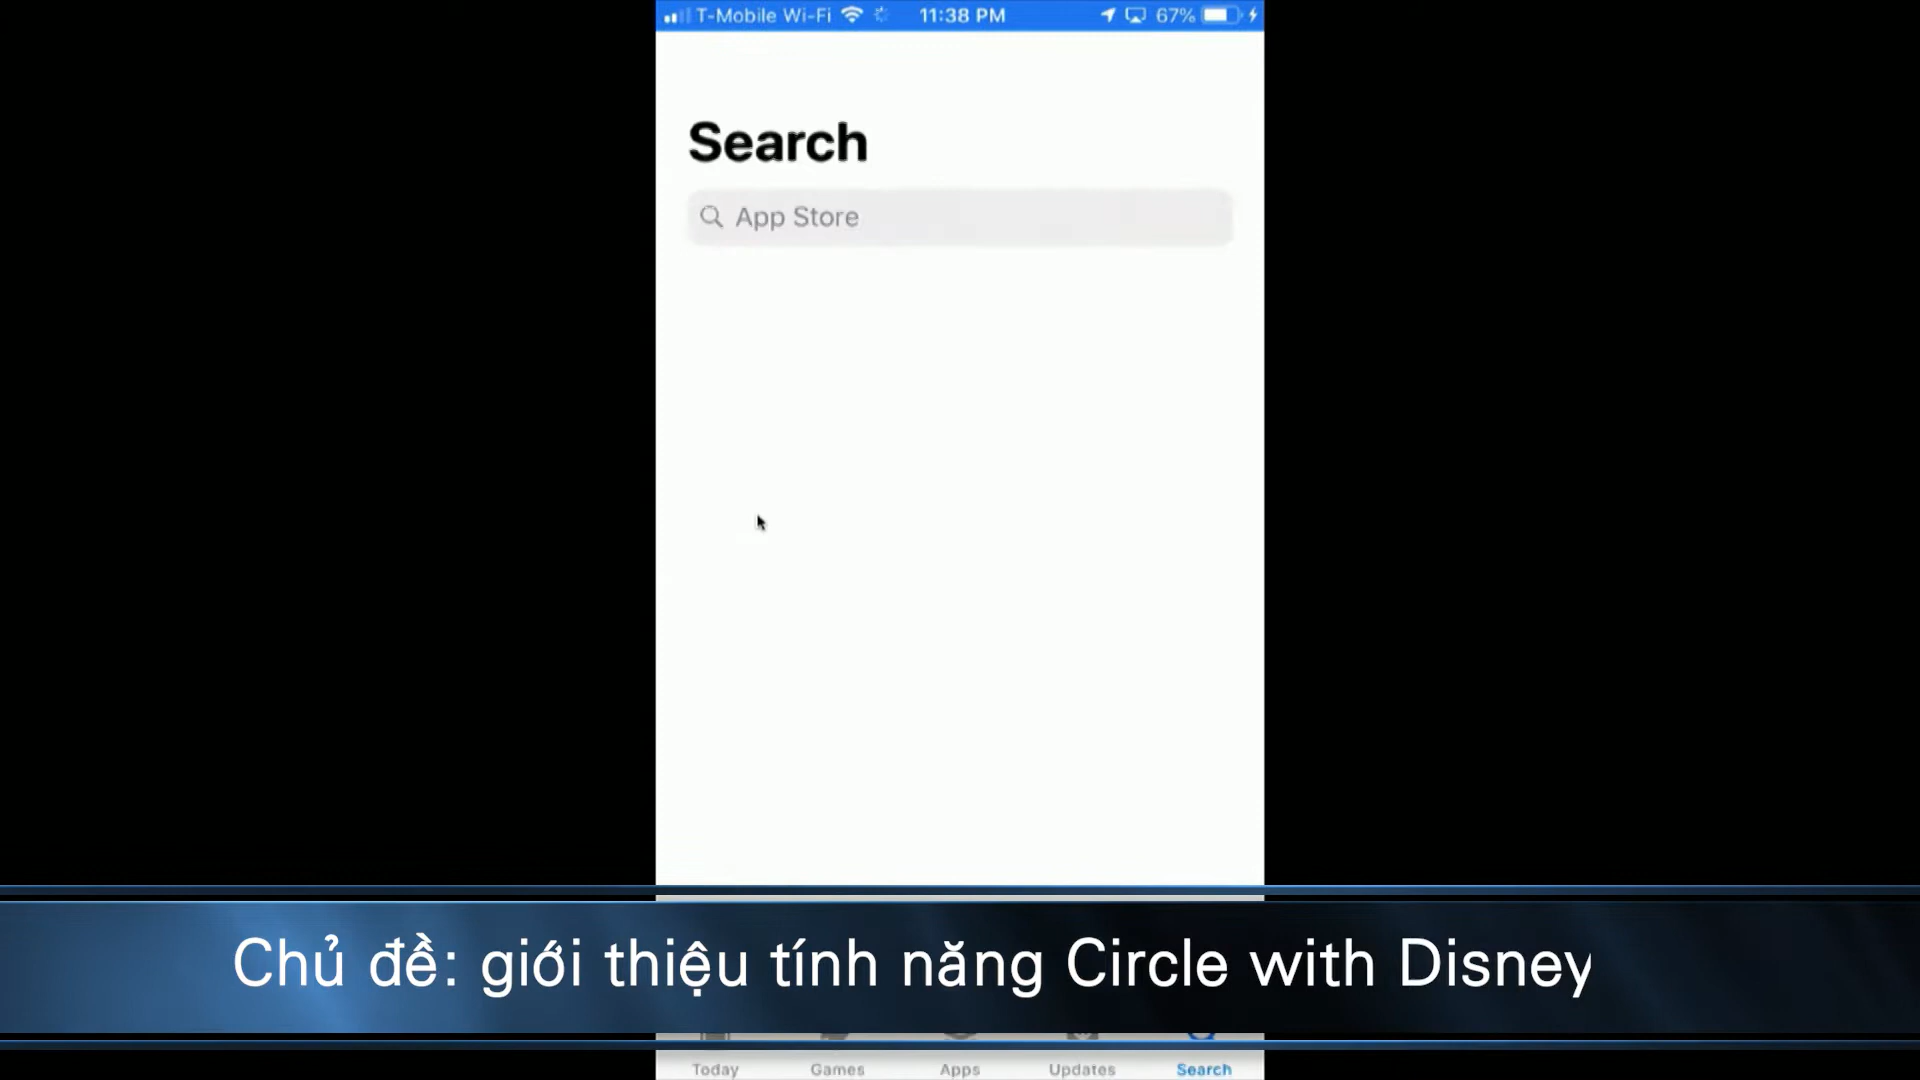 T-Mobile Wi-Fi 11:38 PM 67%
Search
App Store
Chủ đề: giới thiệu tính năng Circle with Disney
Today Games Apps Updates Search